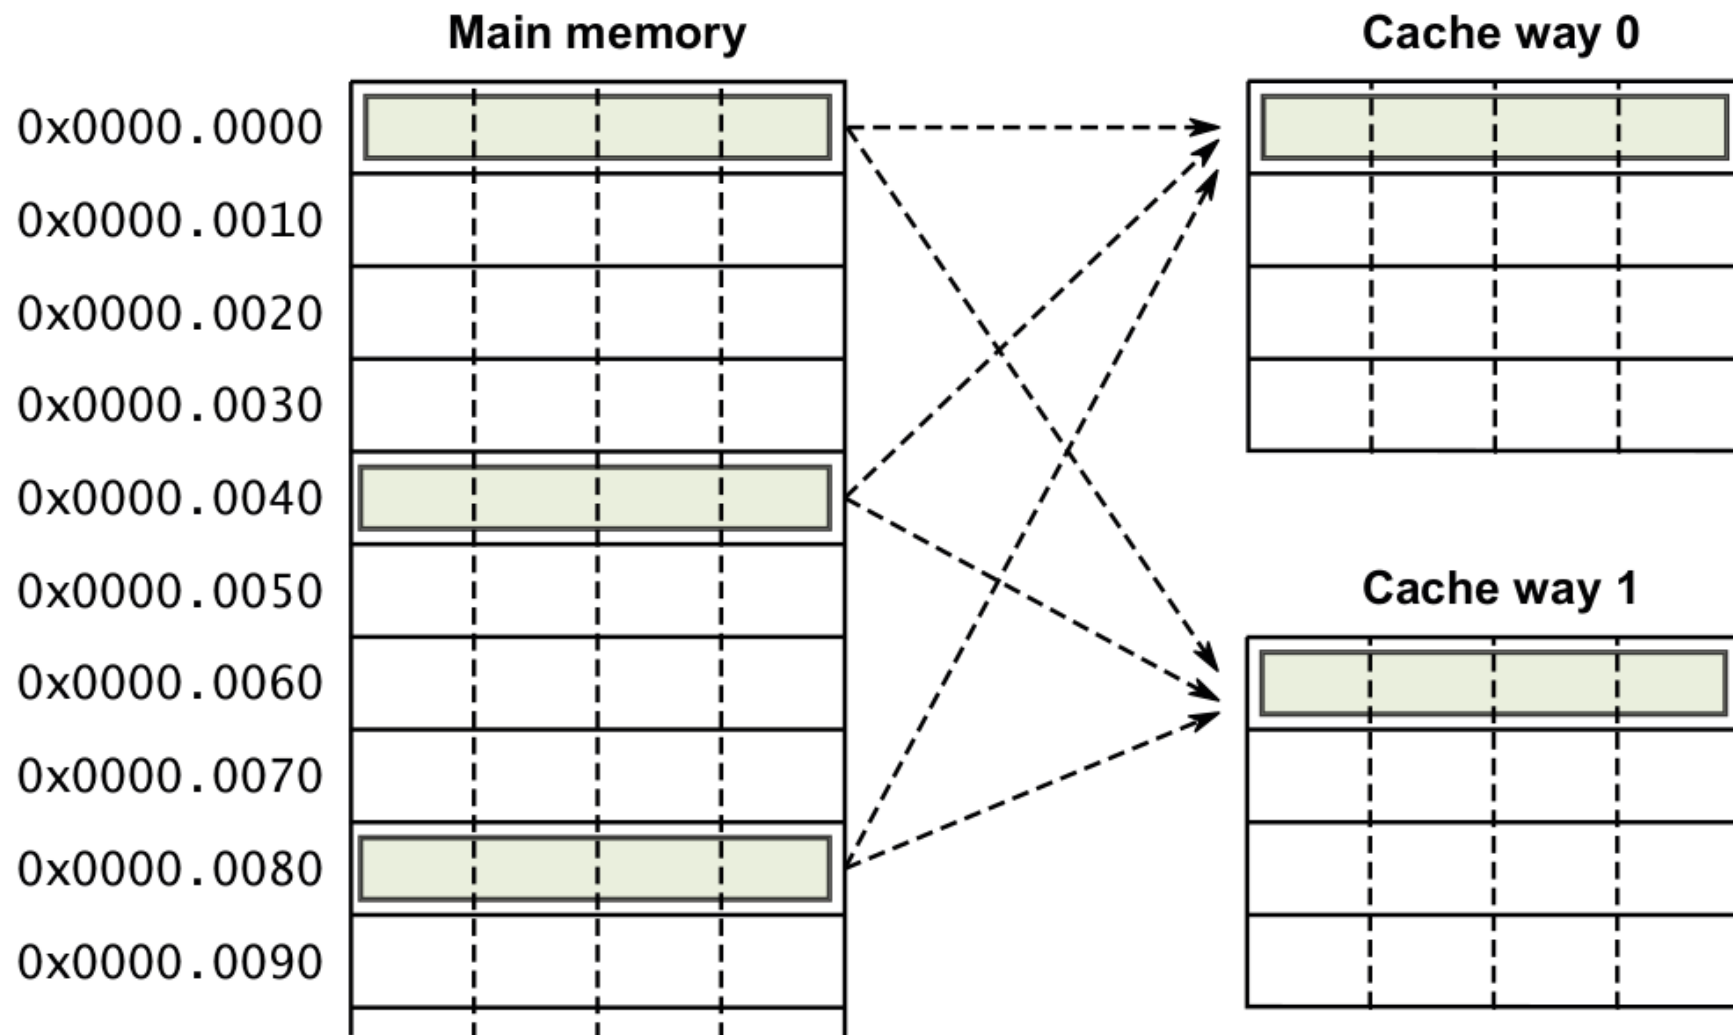 Main memory
Cache way 0
0x0000.0000
0x0000.0010
0x0000.0020
0x0000.0030
0x0000.0040
0x0000.0050
0x0000.0060
0x0000.0070
0x0000.0080
0x0000.0090
Cache way 1